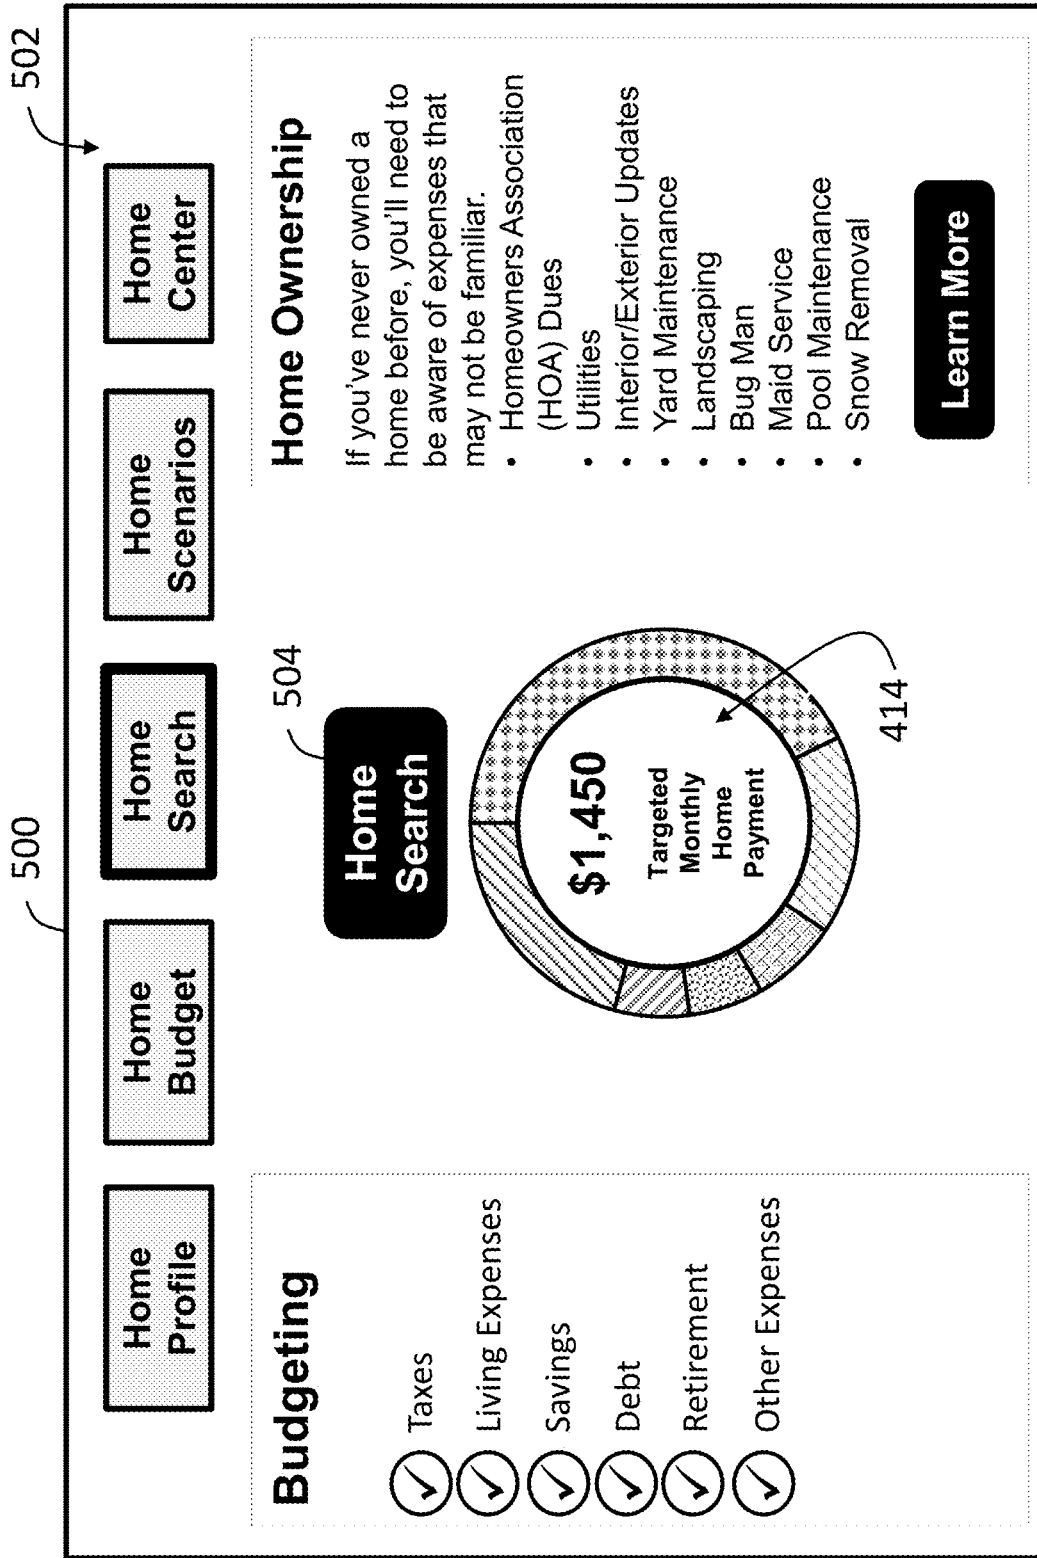 500
502
Home
Profile
Home
Budget
Home
Search
Home
Scenarios
Home
Center
Budgeting
Taxes
Living Expenses
Savings
Debt
Retirement
Other Expenses
504
Home
Search
$1,450
Targeted
Monthly
Home
Payment
414
Home Ownership
If you've never owned a
home before, you'll need to
be aware of expenses that
may not be familiar.
• Homeowners Association
(HOA) Dues
• Utilities
• Interior/Exterior Updates
• Yard Maintenance
• Landscaping
• Bug Man
• Maid Service
• Pool Maintenance
• Snow Removal
Learn More